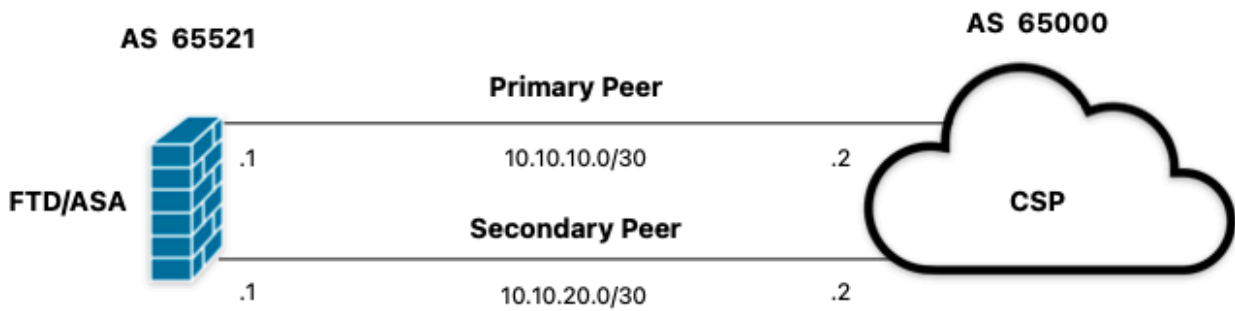 AS 65521
AS 65000
Primary Peer
.1
10.10.10.0/30
.2
FTD/ASA
CSP
Secondary Peer
.1
10.10.20.0/30
.2